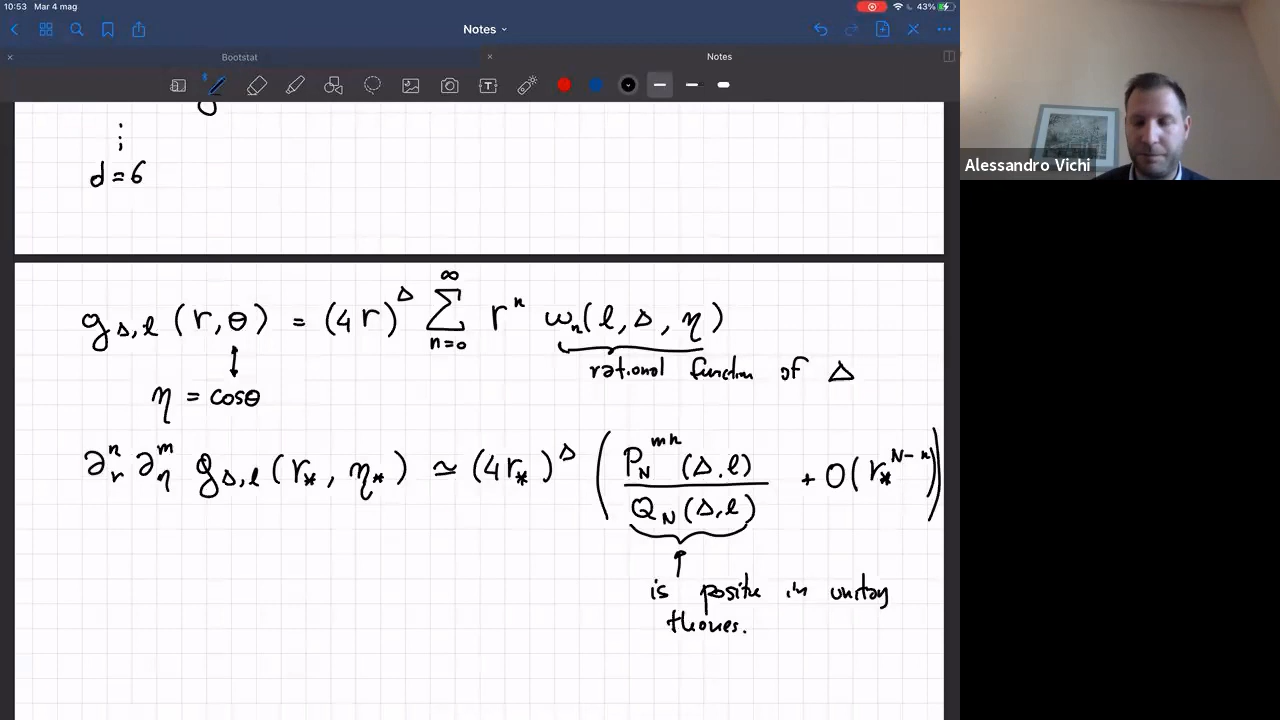 10:53 Mar 4 mag
43%
Notes
Bootstat
Notes
Alessandro Vichi
d = 6
g_{Δ,ℓ} (r, θ) = (4r)^Δ ∑_{n=0}^{∞} r^n ω_n(ℓ, Δ, η)
rational function of Δ
η = cosθ
∂_r^n ∂_η^m g_{Δ,ℓ} (r_*, η_*) ≃ (4r_*)^Δ ( P_N^{mn} (Δ,ℓ) / Q_N (Δ,ℓ) + O(r_*^{N-n}) )
is positive in unitary
theories.